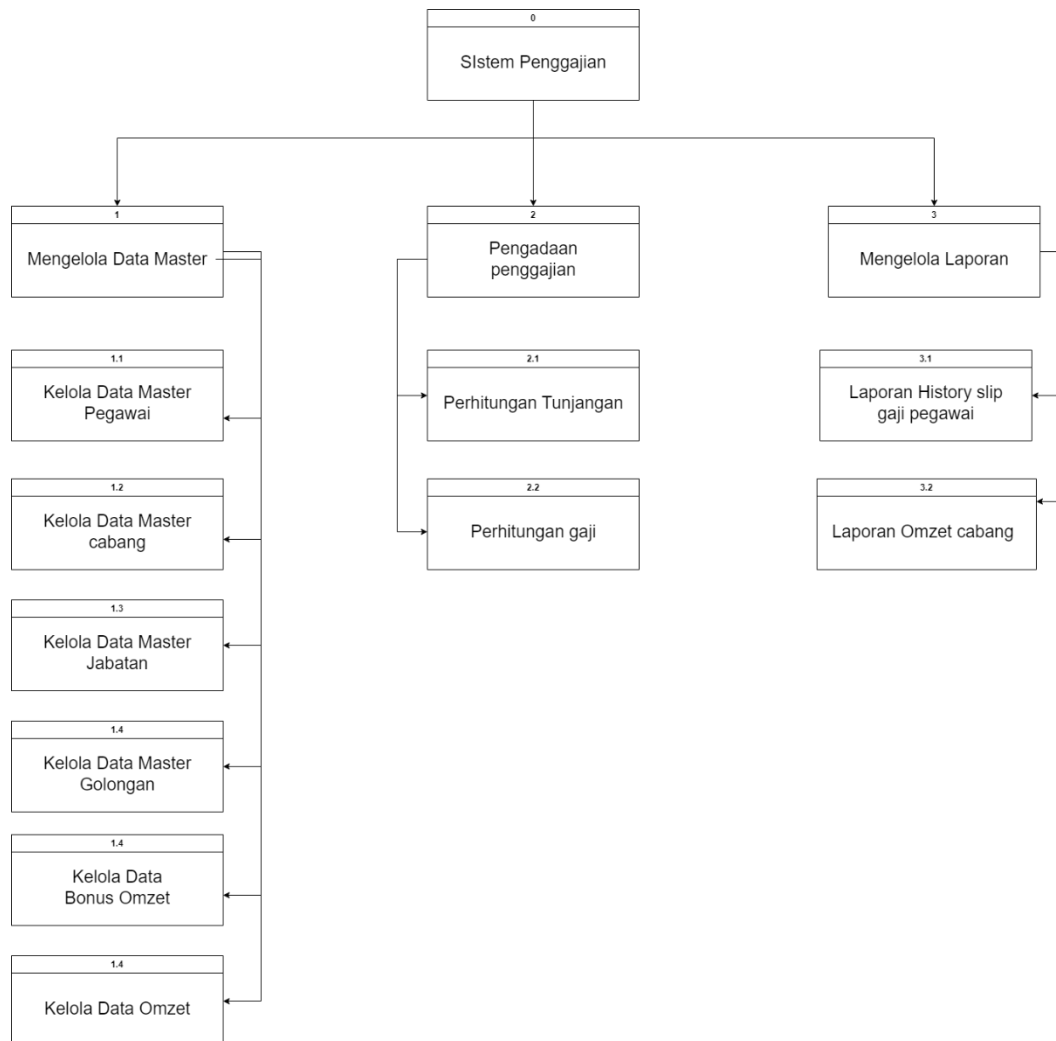 0
SIstem Penggajian
1
Mengelola Data Master
2
Pengadaan
penggajian
3
Mengelola Laporan
1.1
Kelola Data Master
Pegawai
2.1
Perhitungan Tunjangan
3.1
Laporan History slip
gaji pegawai
1.2
Kelola Data Master
cabang
2.2
Perhitungan gaji
3.2
Laporan Omzet cabang
1.3
Kelola Data Master
Jabatan
1.4
Kelola Data Master
Golongan
1.4
Kelola Data
Bonus Omzet
1.4
Kelola Data Omzet